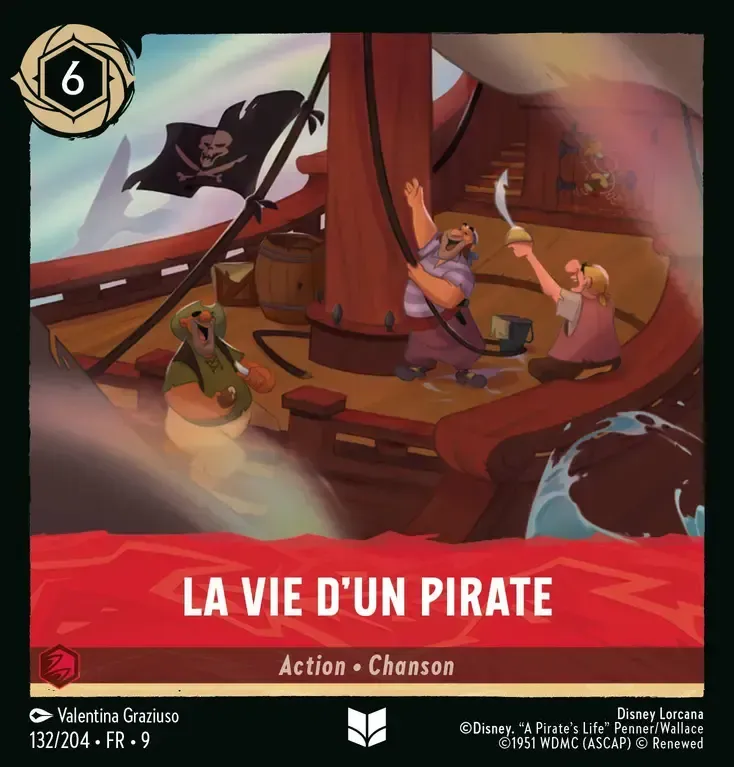 6
LA VIE D'UN PIRATE
Action • Chanson
Valentina Graziuso
132/204 • FR • 9
Disney Lorcana
©Disney. “A Pirate's Life” Penner/Wallace
©1951 WDMC (ASCAP) © Renewed